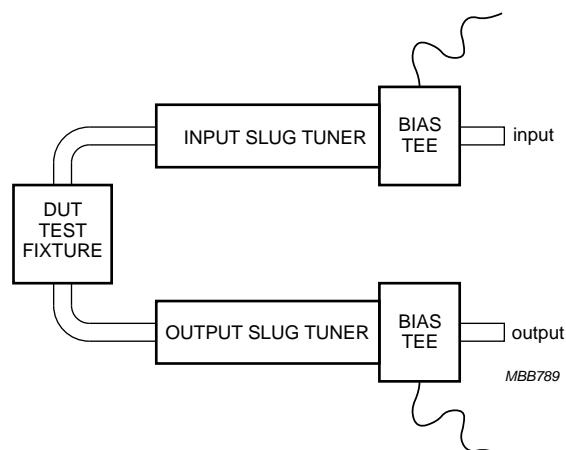 INPUT SLUG TUNER
BIAS
TEE
input
DUT
TEST
FIXTURE
OUTPUT SLUG TUNER
BIAS
TEE
output
MBB789